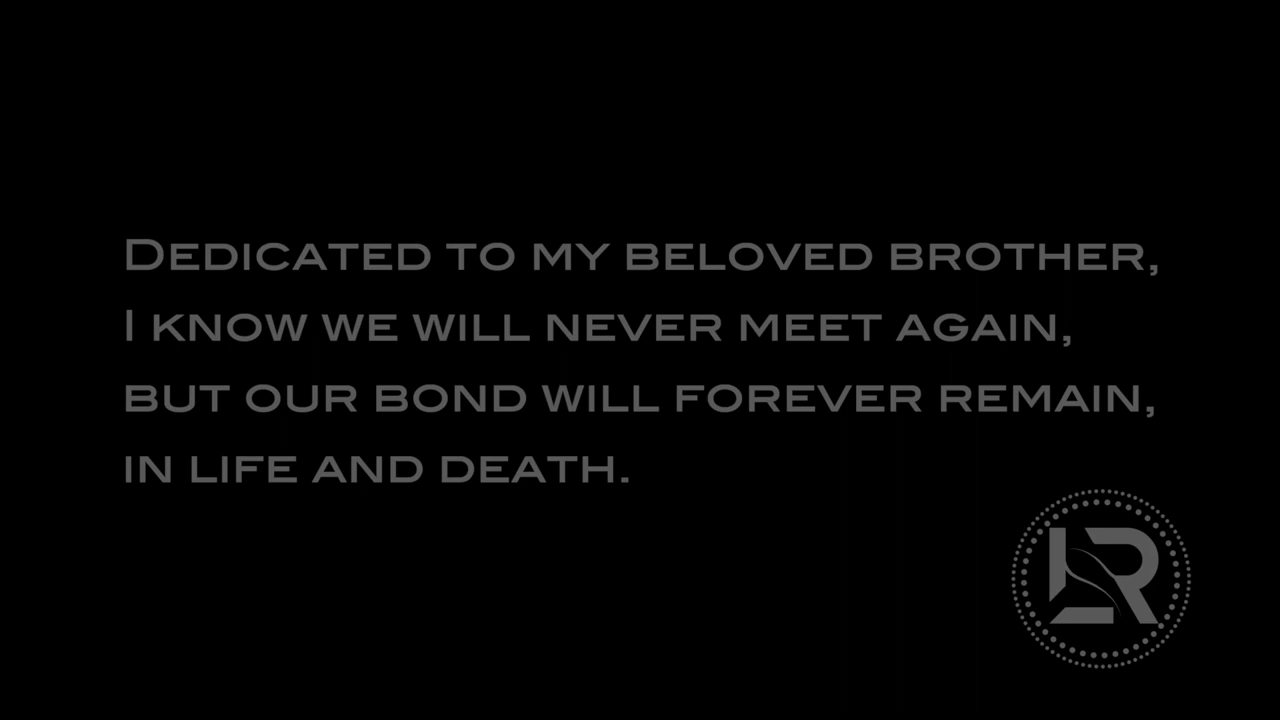 Dedicated to my beloved brother,
I know we will never meet again,
but our bond will forever remain,
in life and death.
LR